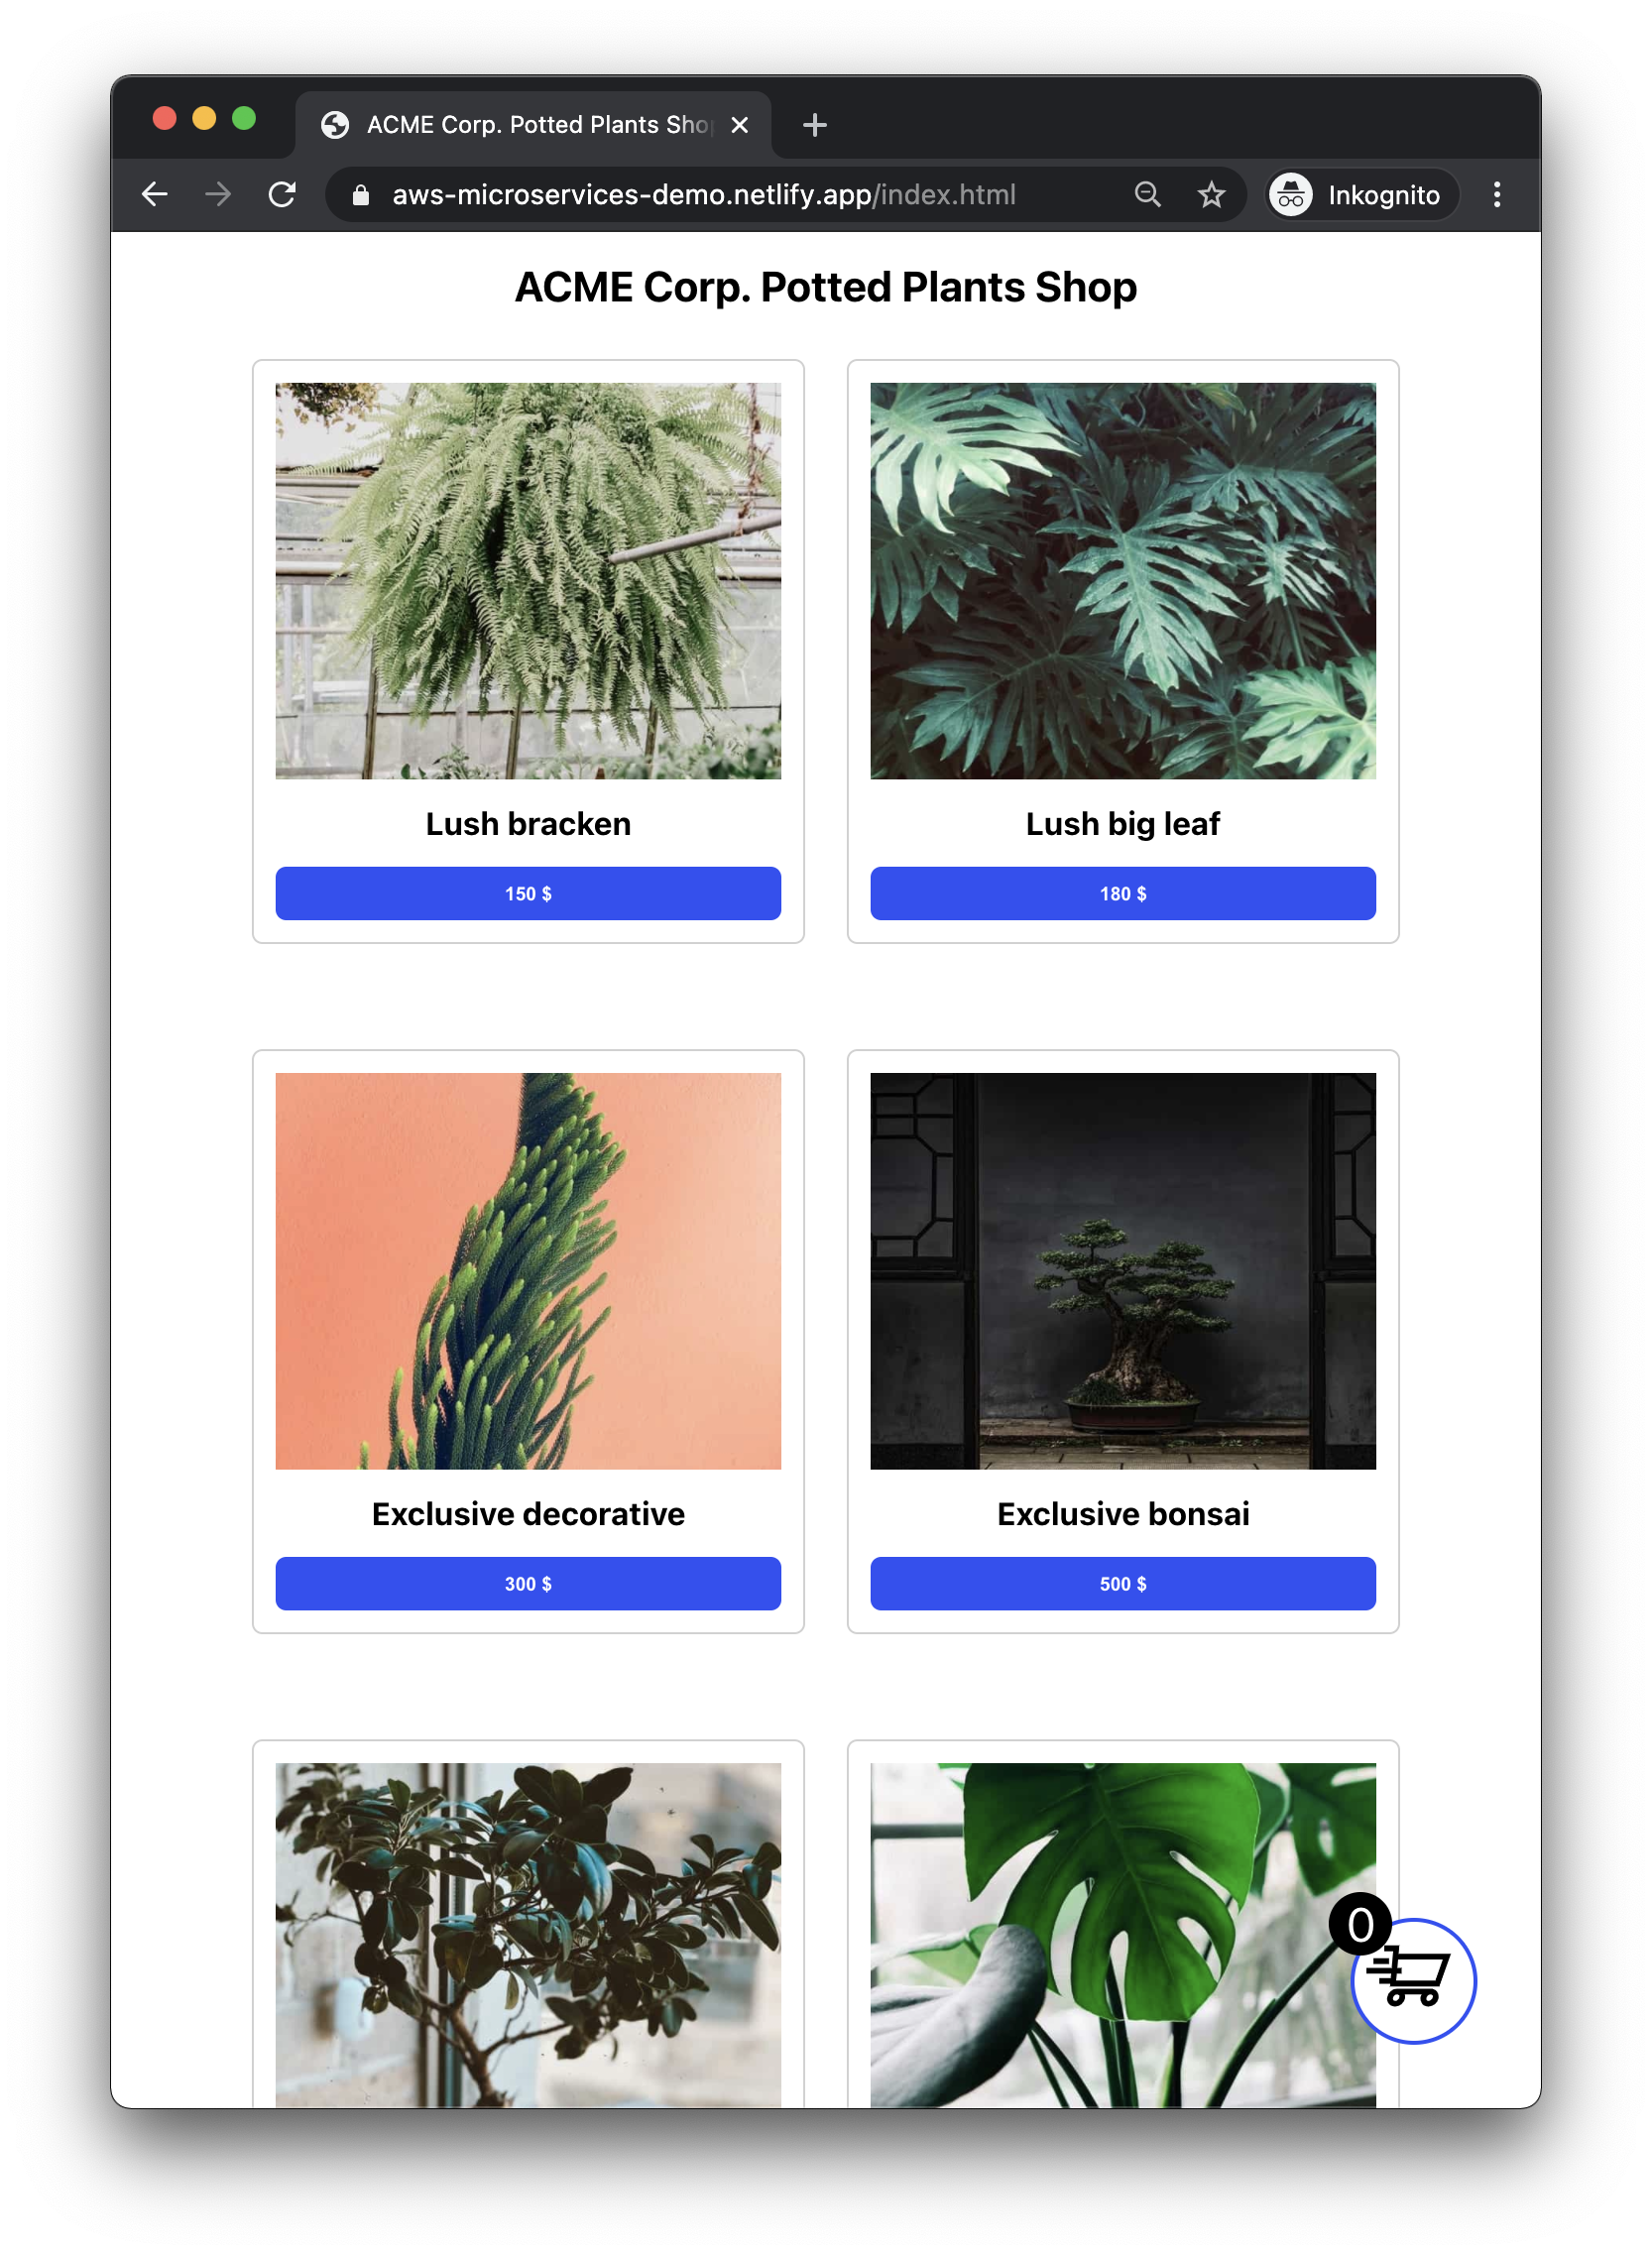 ACME Corp. Potted Plants Sho
aws-microservices-demo.netlify.app/index.html
Inkognito
ACME Corp. Potted Plants Shop
Lush bracken
Lush big leaf
150 $
180 $
Exclusive decorative
Exclusive bonsai
300 $
500 $
0